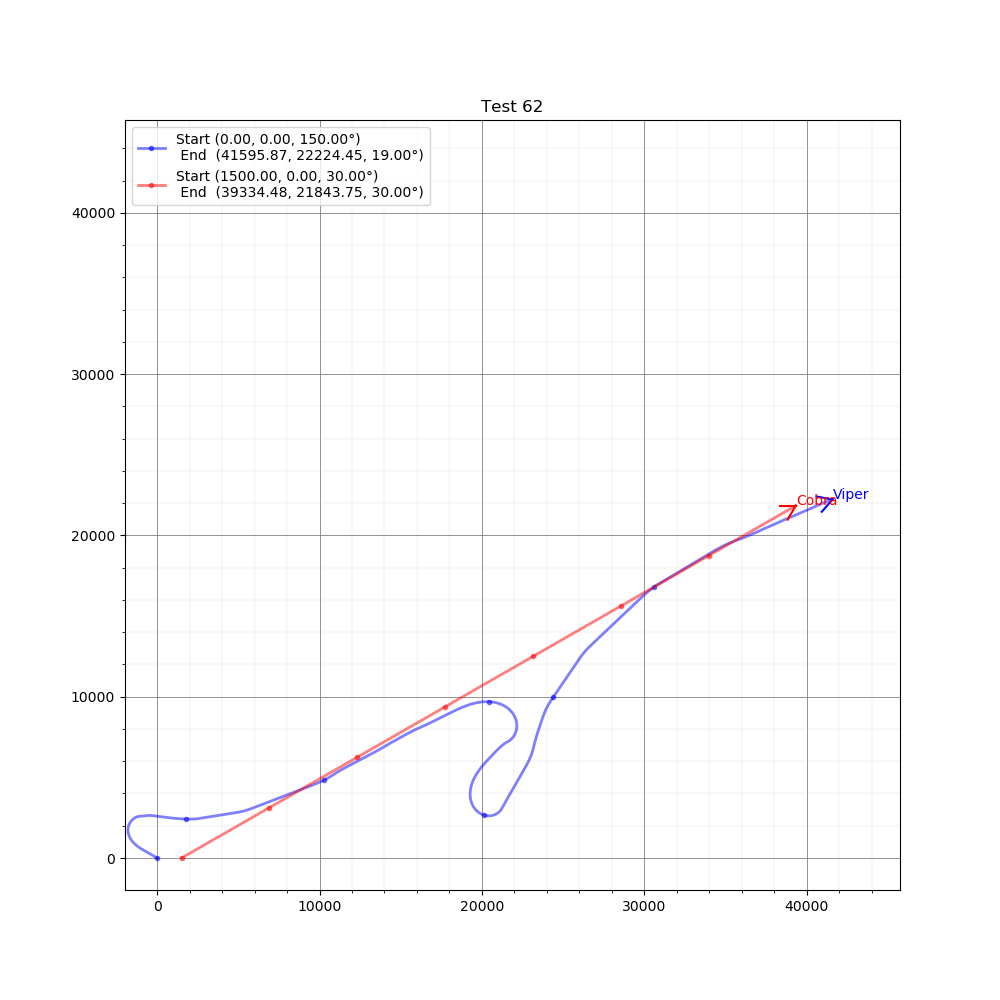 Test 62
Start (0.00, 0.00, 150.00°)
End (41595.87, 22224.45, 19.00°)
Start (1500.00, 0.00, 30.00°)
End (39334.48, 21843.75, 30.00°)
40000
30000
20000
10000
0
Cobra
Viper
0
10000
20000
30000
40000